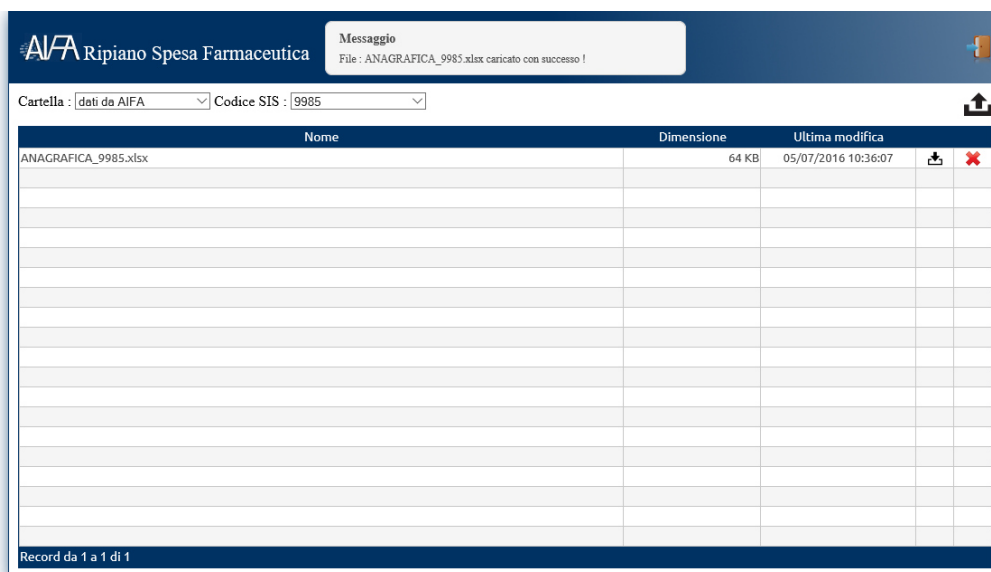 AIFA Ripiano Spesa Farmaceutica
Messaggio
File : ANAGRAFICA_9985.xlsx caricato con successo !
Cartella : dati da AIFA Codice SIS : 9985
Nome Dimensione Ultima modifica
ANAGRAFICA_9985.xlsx 64 KB 05/07/2016 10:36:07
Record da 1 a 1 di 1